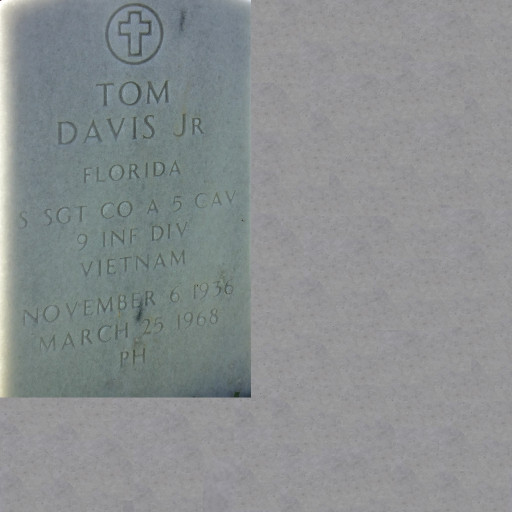 TOM
DAVIS JR
FLORIDA
S SGT CO A 5 CAV
9 INF DIV
VIETNAM
NOVEMBER 6 1936
MARCH 25 1968
PH